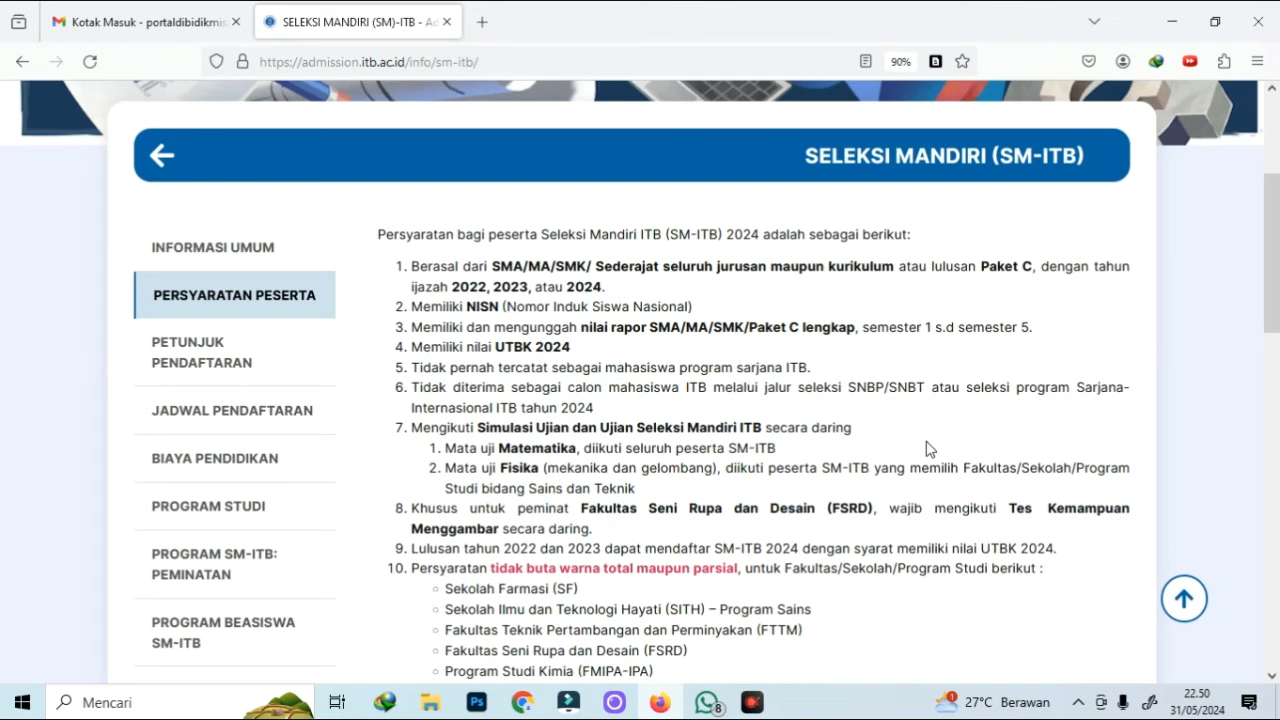 Kotak Masuk - portaldibidikmis
SELEKSI MANDIRI (SM)-ITB - Ad
https://admission.itb.ac.id/info/sm-itb/
90%
SELEKSI MANDIRI (SM-ITB)
INFORMASI UMUM
PERSYARATAN PESERTA
PETUNJUK
PENDAFTARAN
JADWAL PENDAFTARAN
BIAYA PENDIDIKAN
PROGRAM STUDI
PROGRAM SM-ITB:
PEMINATAN
PROGRAM BEASISWA
SM-ITB
Persyaratan bagi peserta Seleksi Mandiri ITB (SM-ITB) 2024 adalah sebagai berikut:
1. Berasal dari SMA/MA/SMK/ Sederajat seluruh jurusan maupun kurikulum atau lulusan Paket C, dengan tahun
ijazah 2022, 2023, atau 2024.
2. Memiliki NISN (Nomor Induk Siswa Nasional)
3. Memiliki dan mengunggah nilai rapor SMA/MA/SMK/Paket C lengkap, semester 1 s.d semester 5.
4. Memiliki nilai UTBK 2024
5. Tidak pernah tercatat sebagai mahasiswa program sarjana ITB.
6. Tidak diterima sebagai calon mahasiswa ITB melalui jalur seleksi SNBP/SNBT atau seleksi program Sarjana-
Internasional ITB tahun 2024
7. Mengikuti Simulasi Ujian dan Ujian Seleksi Mandiri ITB secara daring
1. Mata uji Matematika, diikuti seluruh peserta SM-ITB
2. Mata uji Fisika (mekanika dan gelombang), diikuti peserta SM-ITB yang memilih Fakultas/Sekolah/Program
Studi bidang Sains dan Teknik
8. Khusus untuk peminat Fakultas Seni Rupa dan Desain (FSRD), wajib mengikuti Tes Kemampuan
Menggambar secara daring.
9. Lulusan tahun 2022 dan 2023 dapat mendaftar SM-ITB 2024 dengan syarat memiliki nilai UTBK 2024.
10. Persyaratan tidak buta warna total maupun parsial, untuk Fakultas/Sekolah/Program Studi berikut :
Sekolah Farmasi (SF)
Sekolah Ilmu dan Teknologi Hayati (SITH) – Program Sains
Fakultas Teknik Pertambangan dan Perminyakan (FTTM)
Fakultas Seni Rupa dan Desain (FSRD)
Program Studi Kimia (FMIPA-IPA)
Mencari
Ps
8
27°C Berawan
22.50
31/05/2024